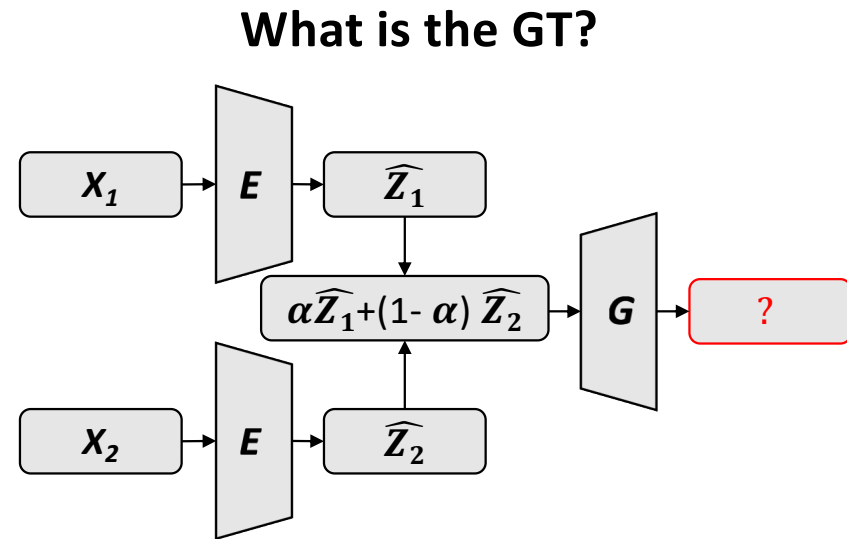 What is the GT?
X₁
E
Ẑ₁
αẐ₁+(1- α) Ẑ₂
G
?
X₂
E
Ẑ₂